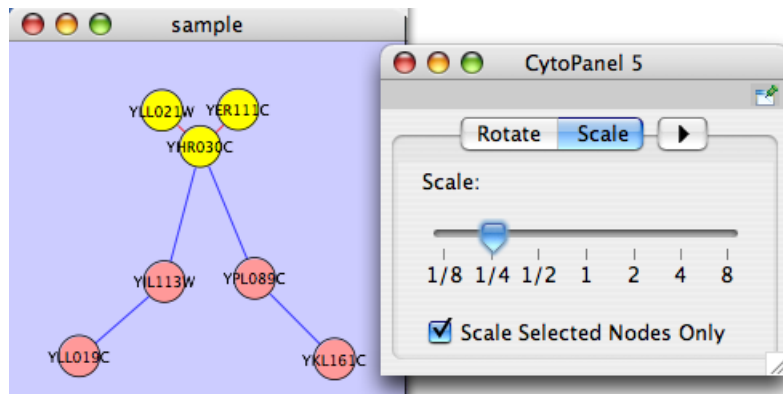 sample
YLL021W YER111C
YHR030C
YIL113W YPL089C
YLL019C YKL161C
CytoPanel 5
Rotate Scale
Scale:
1/8 1/4 1/2 1 2 4 8
Scale Selected Nodes Only